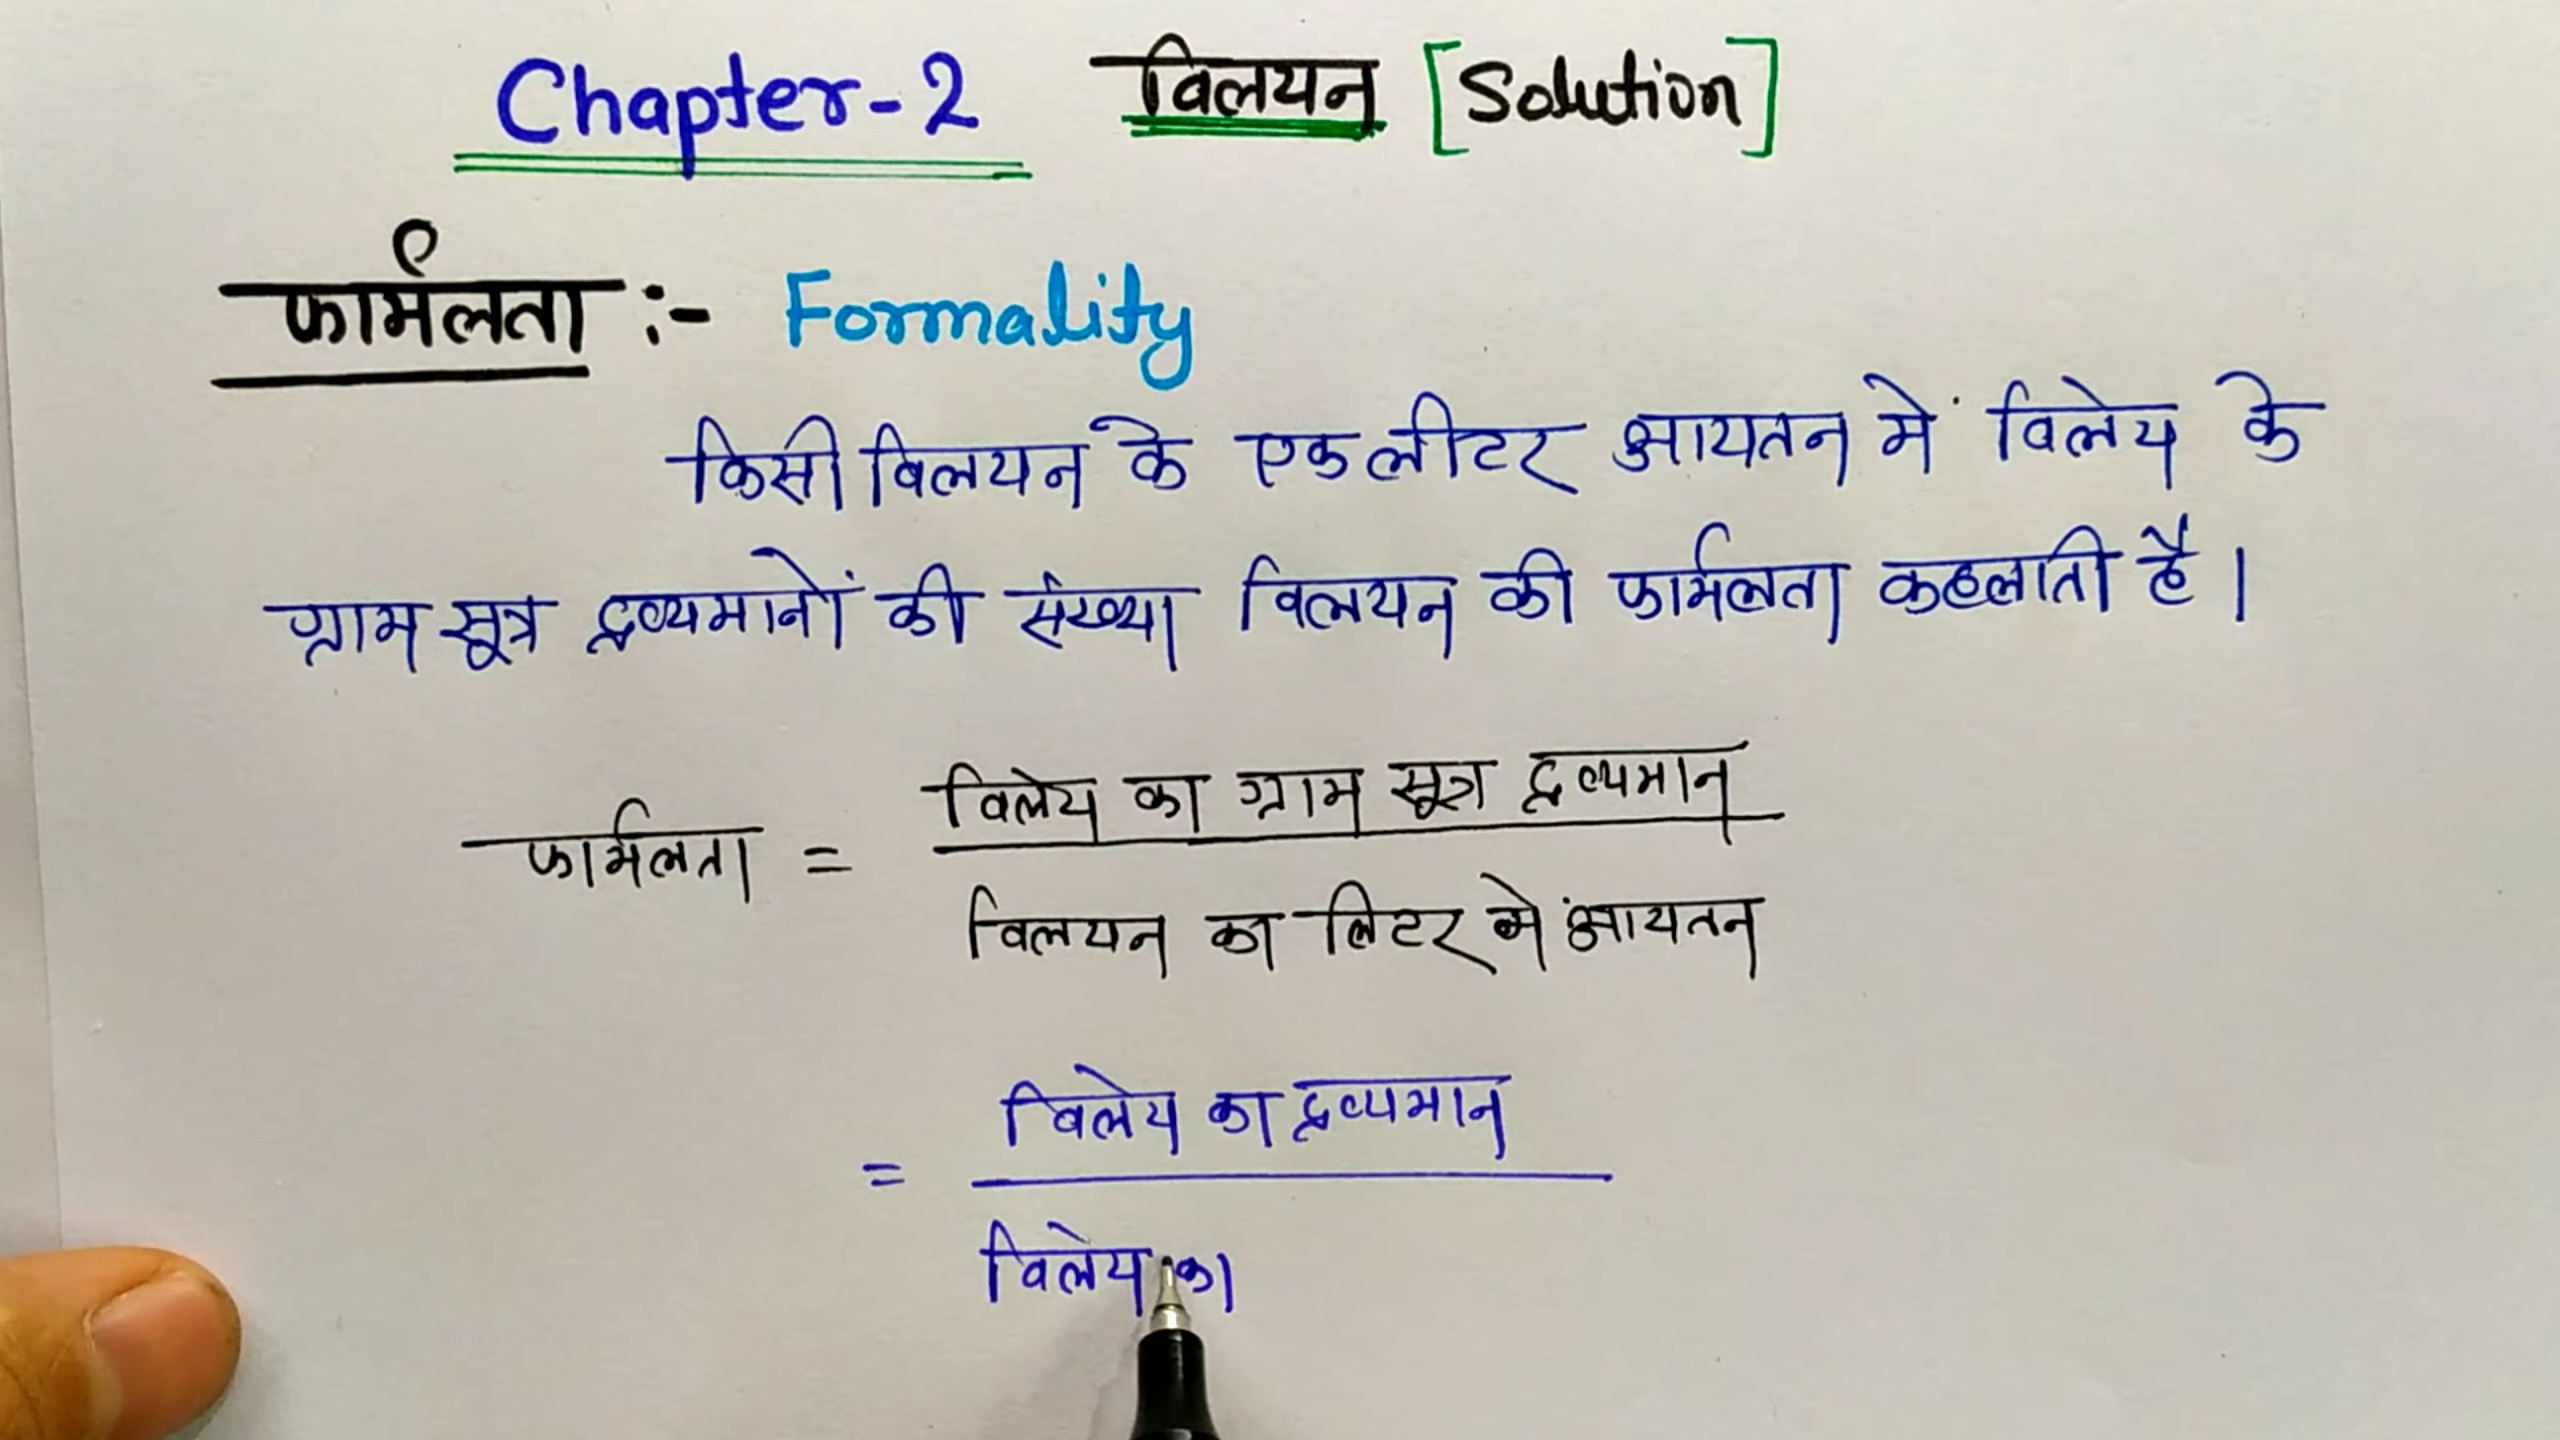 Chapter-2 विलयन [Solution]
फार्मलता :- Formality
किसी विलयन के एक लीटर आयतन में विलेय के
ग्राम सूत्र द्रव्यमानों की संख्या विलयन की फार्मलता कहलाती है।
विलेय का ग्राम सूत्र द्रव्यमान
फार्मलता =
विलयन का लिटर में आयतन
विलेय का द्रव्यमान
=
विलेय का